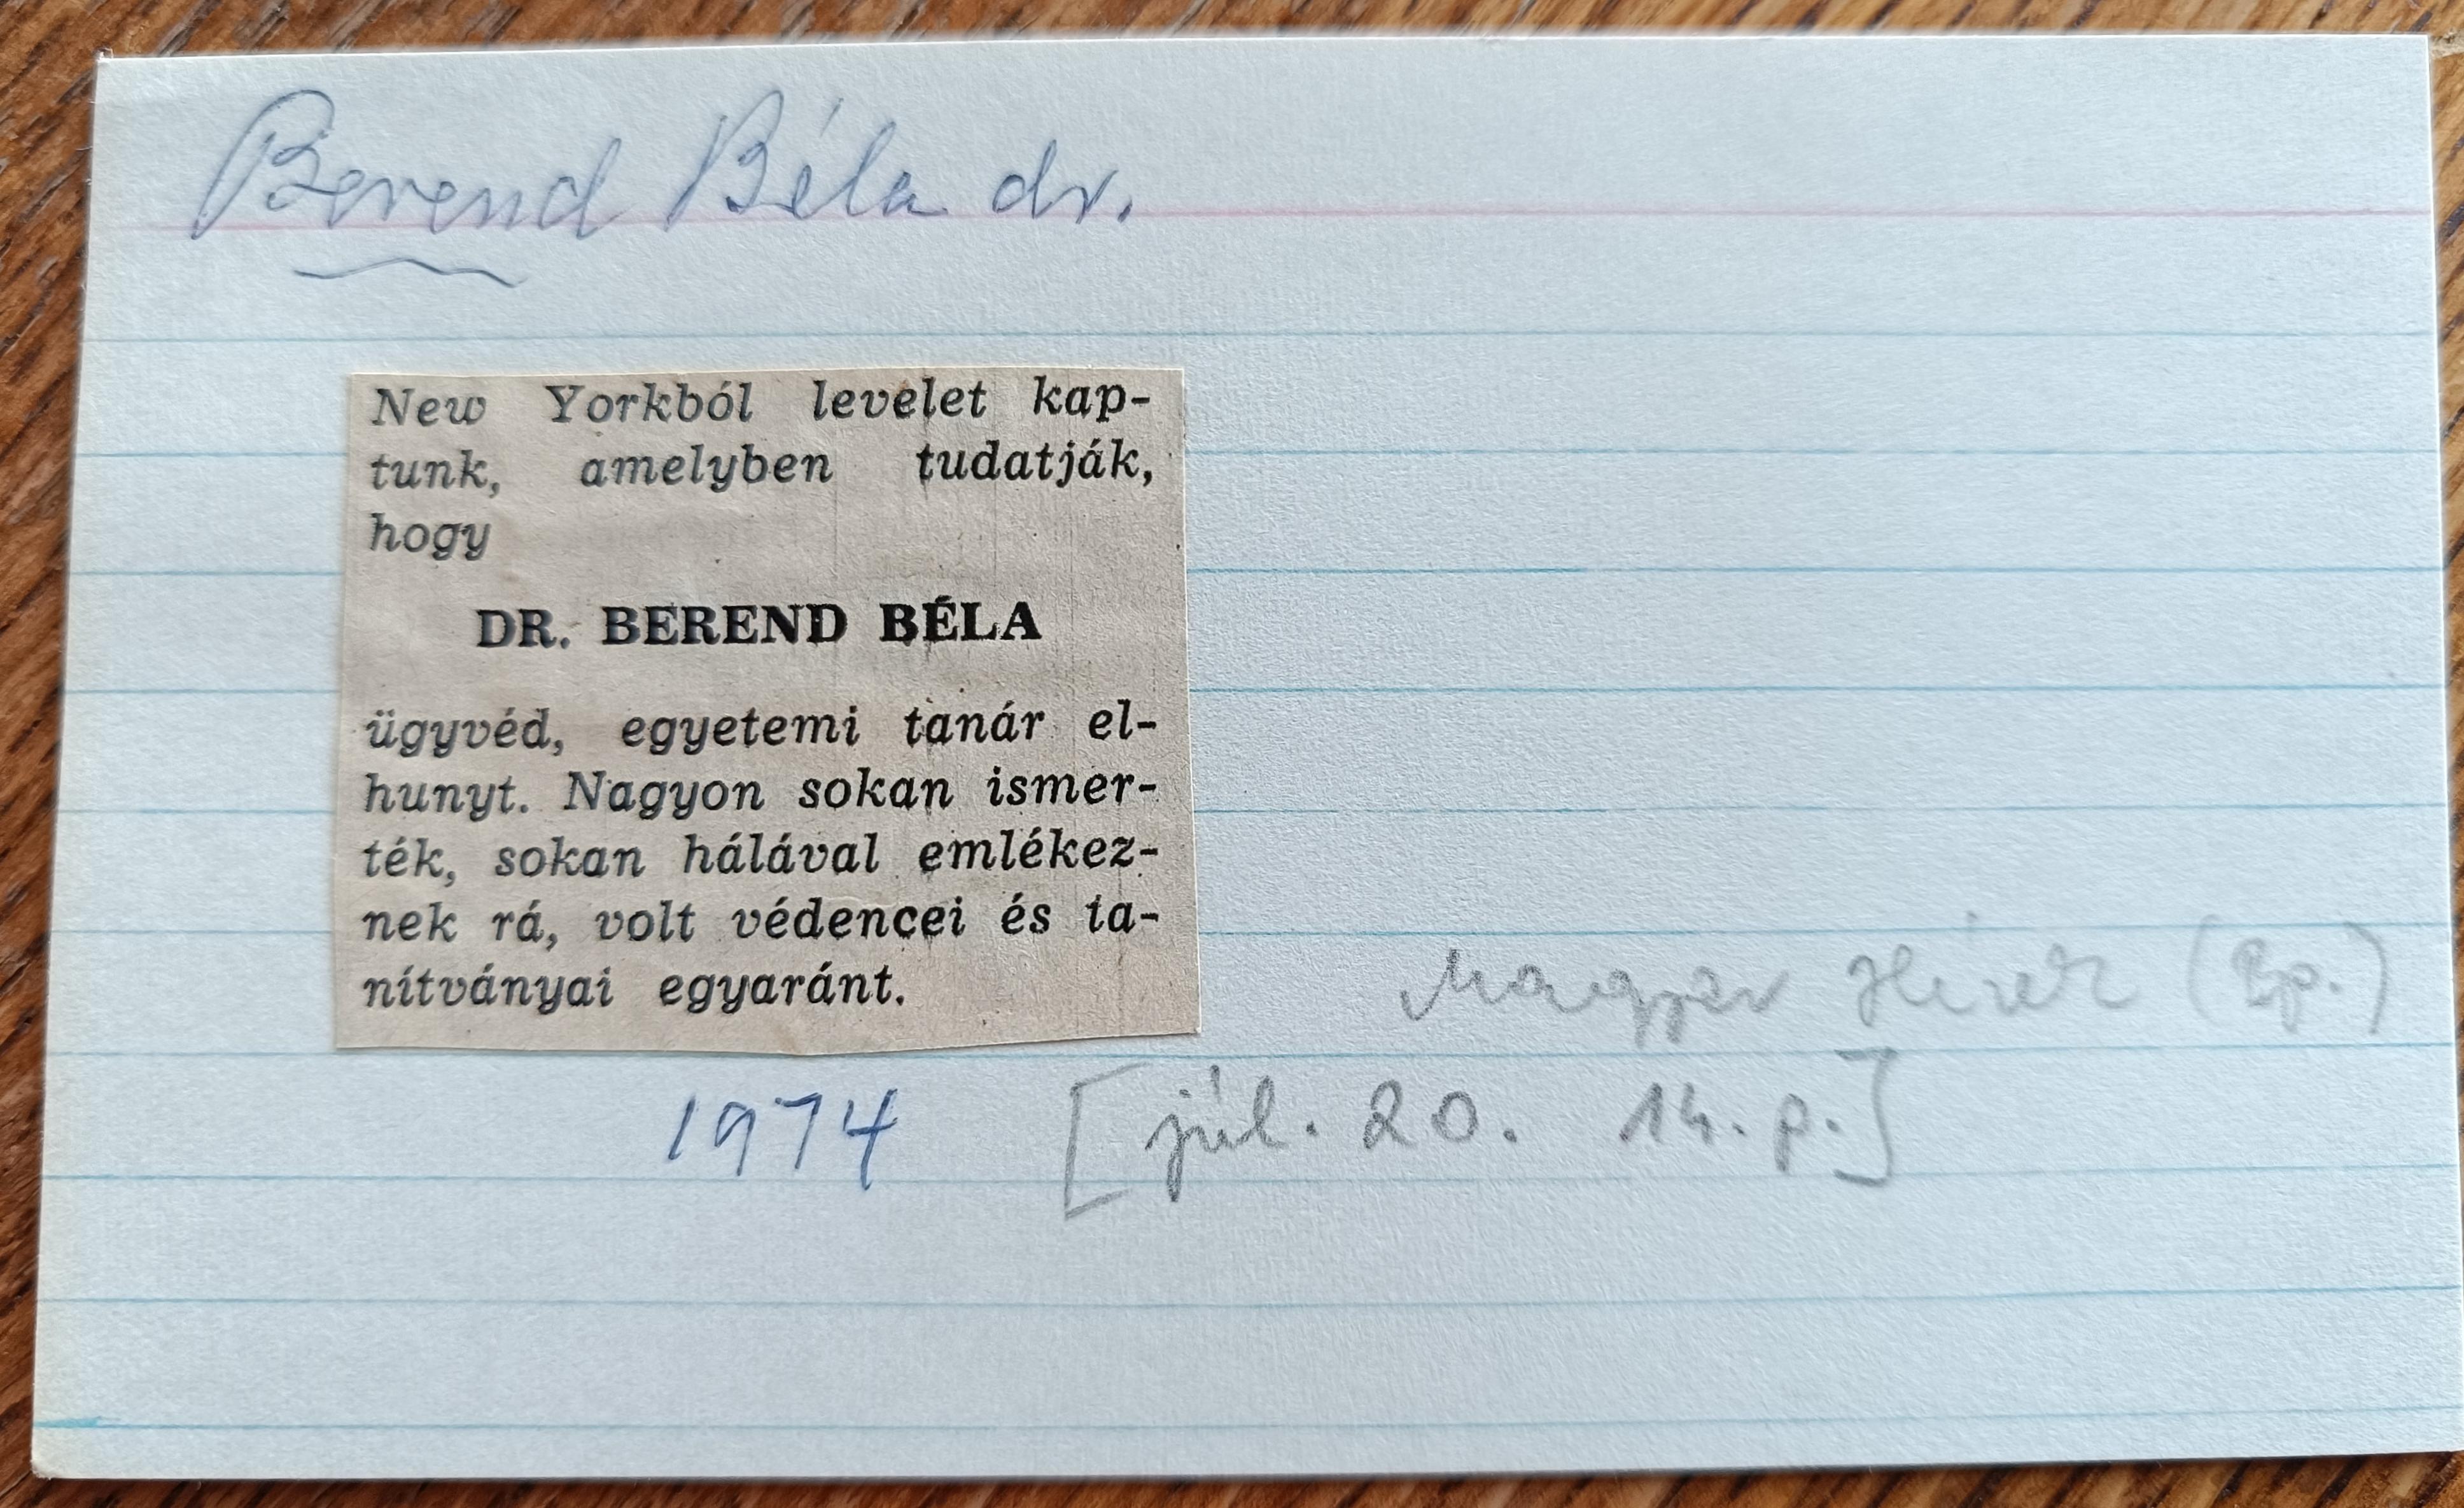 Berend Béla dr.
New Yorkból levelet kap-
tunk, amelyben tudatják,
hogy
DR. BEREND BÉLA
ügyvéd, egyetemi tanár el-
hunyt. Nagyon sokan ismer-
ték, sokan hálával emlékez-
nek rá, volt védencei és ta-
nítványai egyaránt.
Magyar Hírek (Bp.)
1974 [júl. 20. 14. p.]